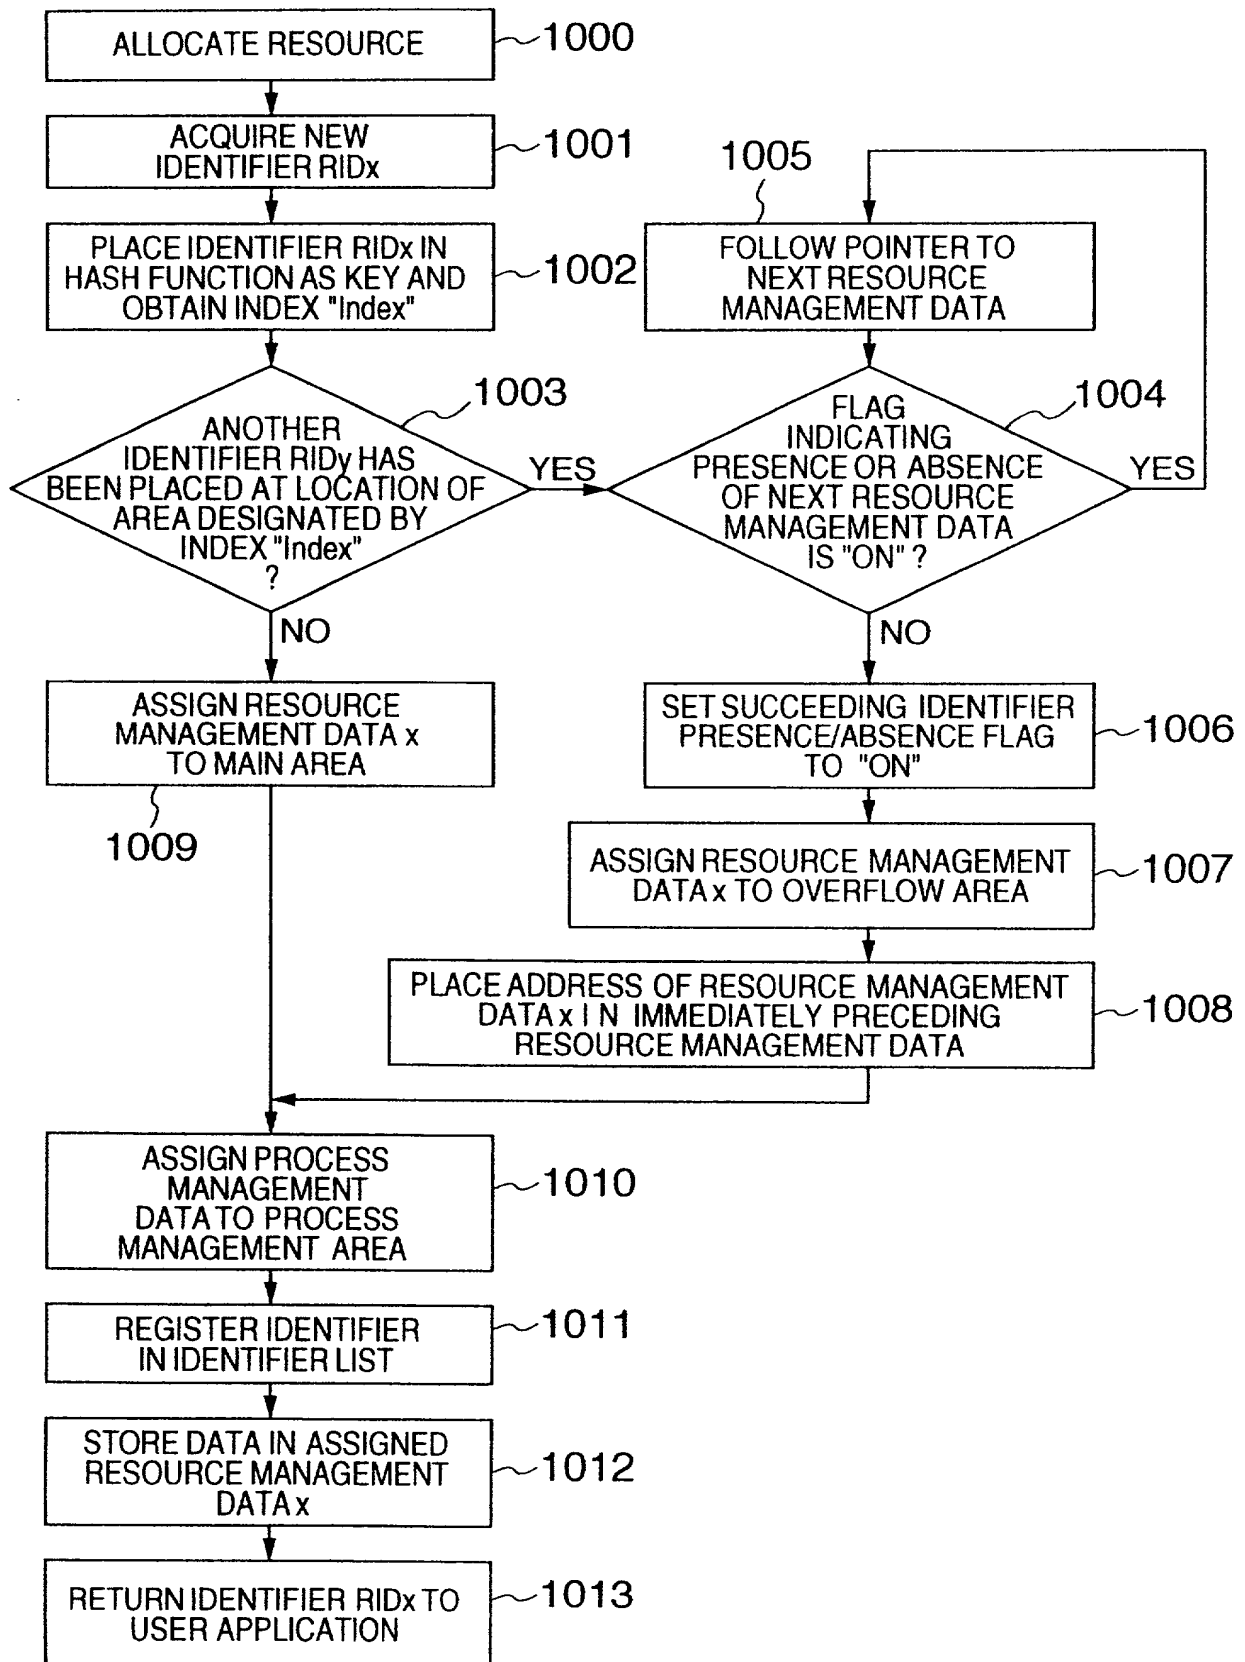 ALLOCATE RESOURCE
1000
ACQUIRE NEW
IDENTIFIER RIDx
1001
PLACE IDENTIFIER RIDx IN
HASH FUNCTION AS KEY AND
OBTAIN INDEX "Index"
1002
1003
ANOTHER
IDENTIFIER RIDy HAS
BEEN PLACED AT LOCATION OF
AREA DESIGNATED BY
INDEX "Index"
?
YES
NO
1005
FOLLOW POINTER TO
NEXT RESOURCE
MANAGEMENT DATA
1004
FLAG
INDICATING
PRESENCE OR ABSENCE
OF NEXT RESOURCE
MANAGEMENT DATA
IS "ON" ?
YES
NO
ASSIGN RESOURCE
MANAGEMENT DATA x
TO MAIN AREA
1009
SET SUCCEEDING IDENTIFIER
PRESENCE/ABSENCE FLAG
TO "ON"
1006
ASSIGN RESOURCE MANAGEMENT
DATA x TO OVERFLOW AREA
1007
PLACE ADDRESS OF RESOURCE MANAGEMENT
DATA x I N IMMEDIATELY PRECEDING
RESOURCE MANAGEMENT DATA
1008
ASSIGN PROCESS
MANAGEMENT
DATA TO PROCESS
MANAGEMENT AREA
1010
REGISTER IDENTIFIER
IN IDENTIFIER LIST
1011
STORE DATA IN ASSIGNED
RESOURCE MANAGEMENT
DATA x
1012
RETURN IDENTIFIER RIDx TO
USER APPLICATION
1013